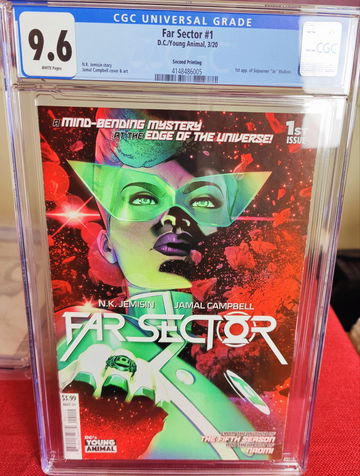 CGC UNIVERSAL GRADE
9.6
WHITE Pages
Far Sector #1
D.C./Young Animal, 3/20
Second Printing
N.K. Jemisin story
Jamal Campbell cover & art
4148486005
1st app. of Sojourner "Jo" Mullein
CGC
A MIND-BENDING MYSTERY
AT THE EDGE OF THE UNIVERSE!
1ST
ISSUE
N.K. JEMISIN JAMAL CAMPBELL
FAR SECTOR
$3.99
DC's
YOUNG
ANIMAL
THE FIFTH SEASON
NAOMI